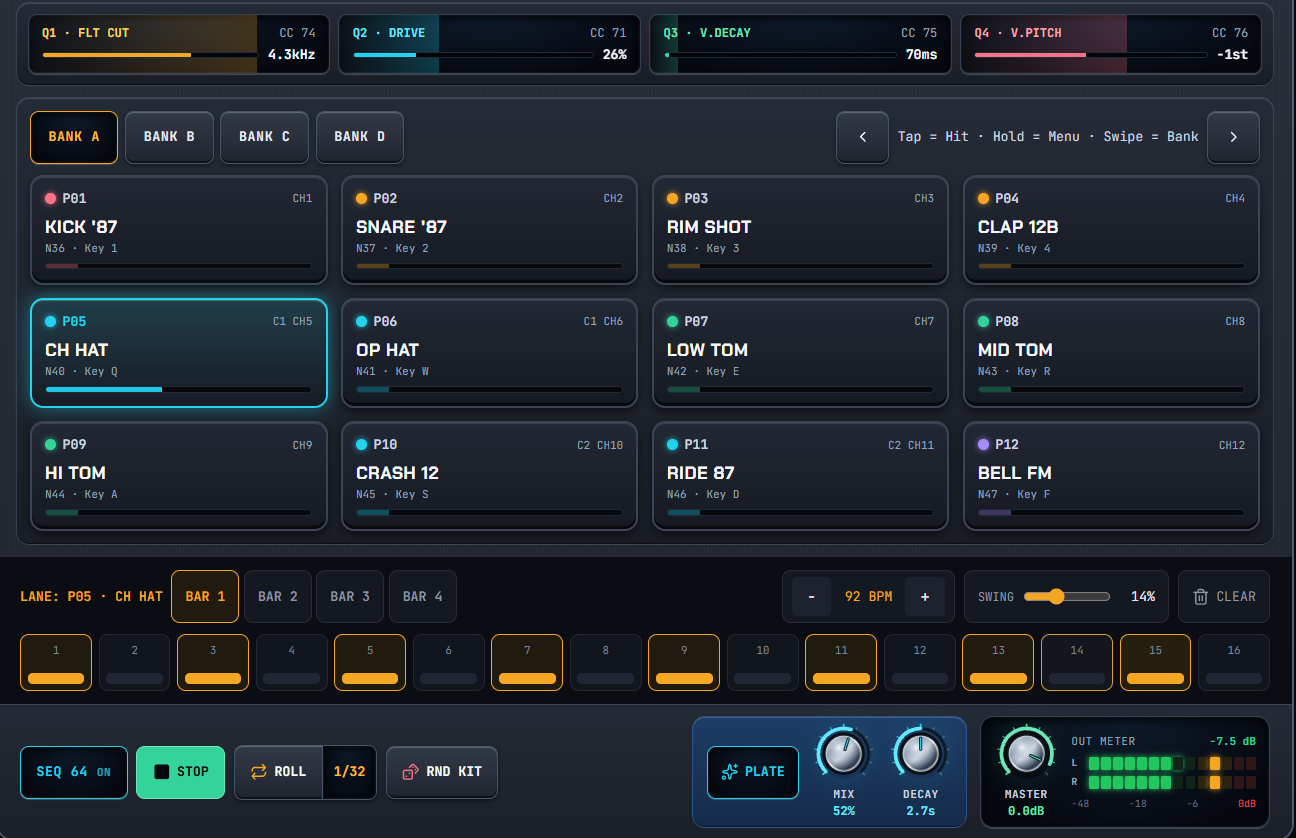 Q1 · FLT CUT CC 74
4.3kHz
Q2 · DRIVE CC 71
26%
Q3 · V.DECAY CC 75
70ms
Q4 · V.PITCH CC 76
-1st
BANK A BANK B BANK C BANK D < Tap = Hit · Hold = Menu · Swipe = Bank >
P01 CH1
KICK '87
N36 · Key 1
P02 CH2
SNARE '87
N37 · Key 2
P03 CH3
RIM SHOT
N38 · Key 3
P04 CH4
CLAP 12B
N39 · Key 4
P05 C1 CH5
CH HAT
N40 · Key Q
P06 C1 CH6
OP HAT
N41 · Key W
P07 CH7
LOW TOM
N42 · Key E
P08 CH8
MID TOM
N43 · Key R
P09 CH9
HI TOM
N44 · Key A
P10 C2 CH10
CRASH 12
N45 · Key S
P11 C2 CH11
RIDE 87
N46 · Key D
P12 CH12
BELL FM
N47 · Key F
LANE: P05 · CH HAT BAR 1 BAR 2 BAR 3 BAR 4 - 92 BPM + SWING 14% CLEAR
1 2 3 4 5 6 7 8 9 10 11 12 13 14 15 16
SEQ 64 ON STOP ROLL 1/32 RND KIT
PLATE
MIX
52%
DECAY
2.7s
MASTER
0.0dB
OUT METER -7.5 dB
L
R
-48 -18 -6 0dB